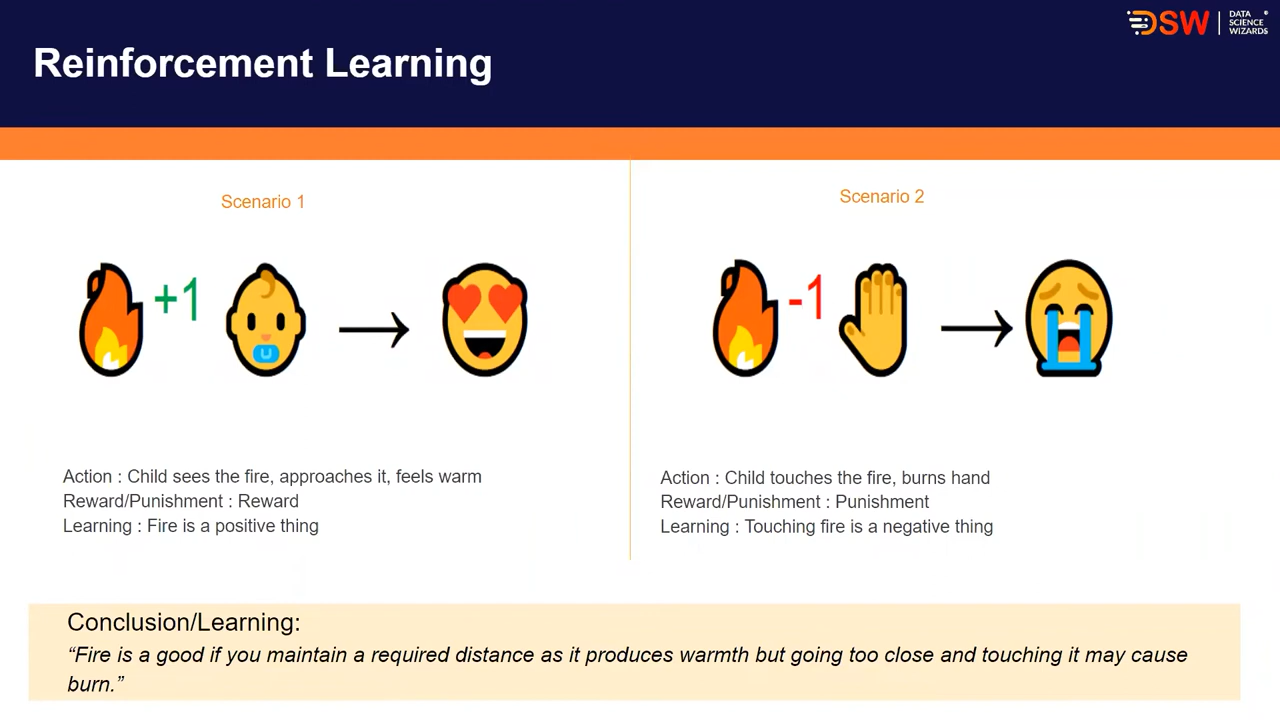 Reinforcement Learning
DSW
DATA
SCIENCE
WIZARDS
Scenario 1
+1
Action : Child sees the fire, approaches it, feels warm
Reward/Punishment : Reward
Learning : Fire is a positive thing
Scenario 2
-1
Action : Child touches the fire, burns hand
Reward/Punishment : Punishment
Learning : Touching fire is a negative thing
Conclusion/Learning:
“Fire is a good if you maintain a required distance as it produces warmth but going too close and touching it may cause
burn.”